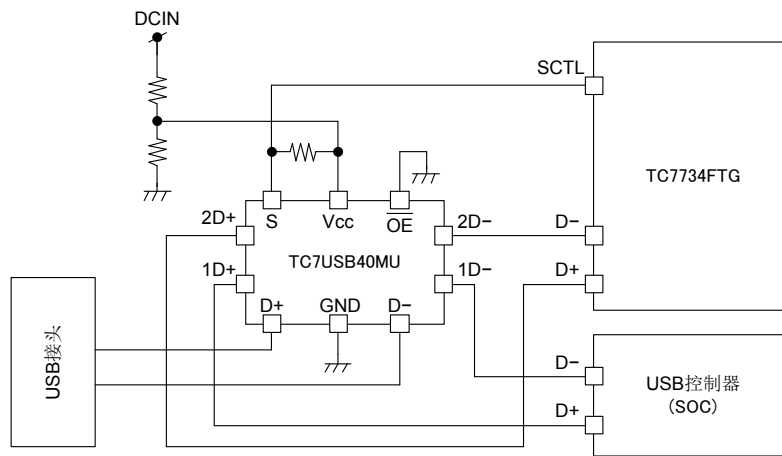 DCIN
SCTL
TC7734FTG
S
Vcc
OE
2D+
2D−
D−
TC7USB40MU
1D+
1D−
D+
D+
GND
D−
USB接头
D−
USB控制器
(SOC)
D+